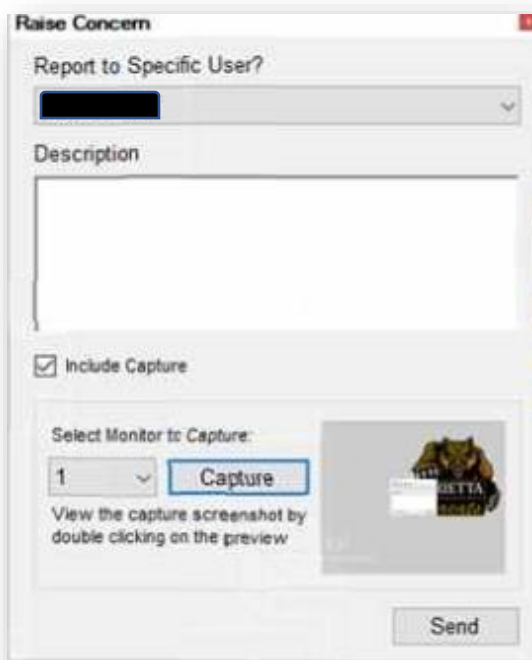 Raise Concern
Report to Specific User?
Description
Include Capture
Select Monitor to Capture:
1
Capture
View the capture screenshot by
double clicking on the preview
ETTA
Send